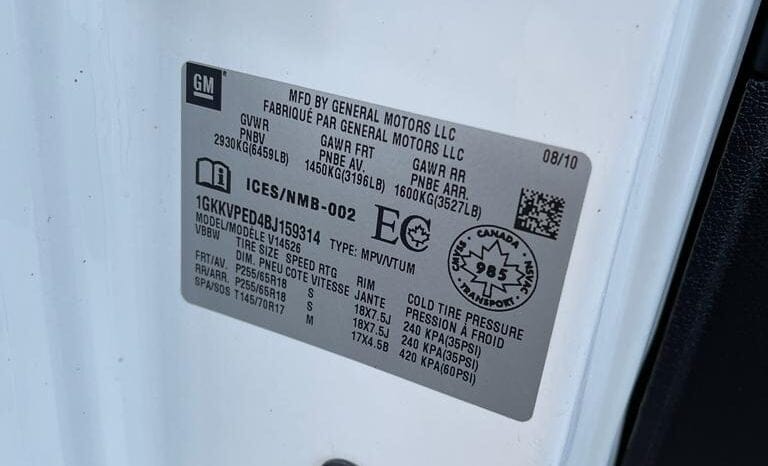 GM
MFD BY GENERAL MOTORS LLC
FABRIQUÉ PAR GENERAL MOTORS LLC
08/10
GVWR GAWR FRT GAWR RR
PNBV PNBE AV. PNBE ARR.
2930KG(6459LB) 1450KG(3196LB) 1600KG(3527LB)
i ICES/NMB-002
1GKKVPED4BJ159314 TYPE: MPV/VTUM
EC
CANADA
CMVSS NSVAC
985
TRANSPORT
MODEL/MODÈLE V14526
VBBW TIRE SIZE SPEED RTG RIM COLD TIRE PRESSURE
DIM. PNEU COTE VITESSE JANTE PRESSION À FROID
FRT/AV. P255/65R18 S 18X7.5J 240 KPA(35PSI)
RR/ARR. P255/65R18 S 18X7.5J 240 KPA(35PSI)
SPA/SOS T145/70R17 M 17X4.5B 420 KPA(60PSI)